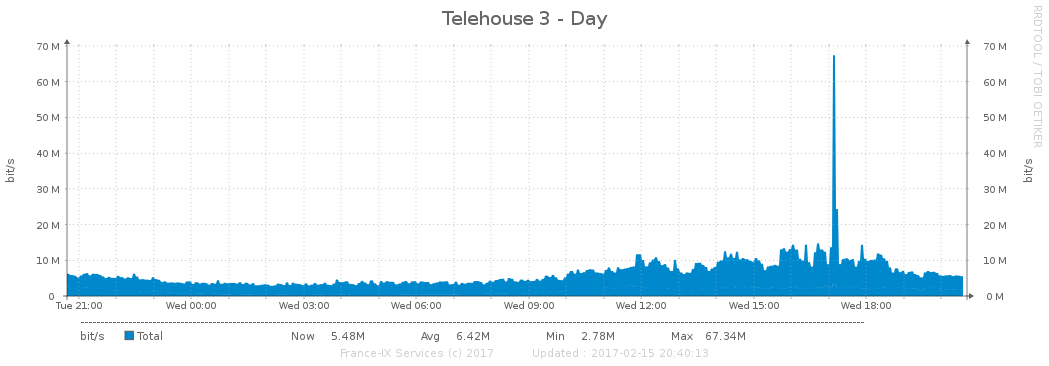 Telehouse 3 - Day
RRDTOOL / TOBI OETIKER
bit/s
70 M 70 M
60 M 60 M
50 M 50 M
40 M 40 M
30 M 30 M
20 M 20 M
10 M 10 M
0 0 M
bit/s
Tue 21:00 Wed 00:00 Wed 03:00 Wed 06:00 Wed 09:00 Wed 12:00 Wed 15:00 Wed 18:00
bit/s Total Now 5.48M Avg 6.42M Min 2.78M Max 67.34M
France-IX Services (c) 2017 Updated : 2017-02-15 20:40:13